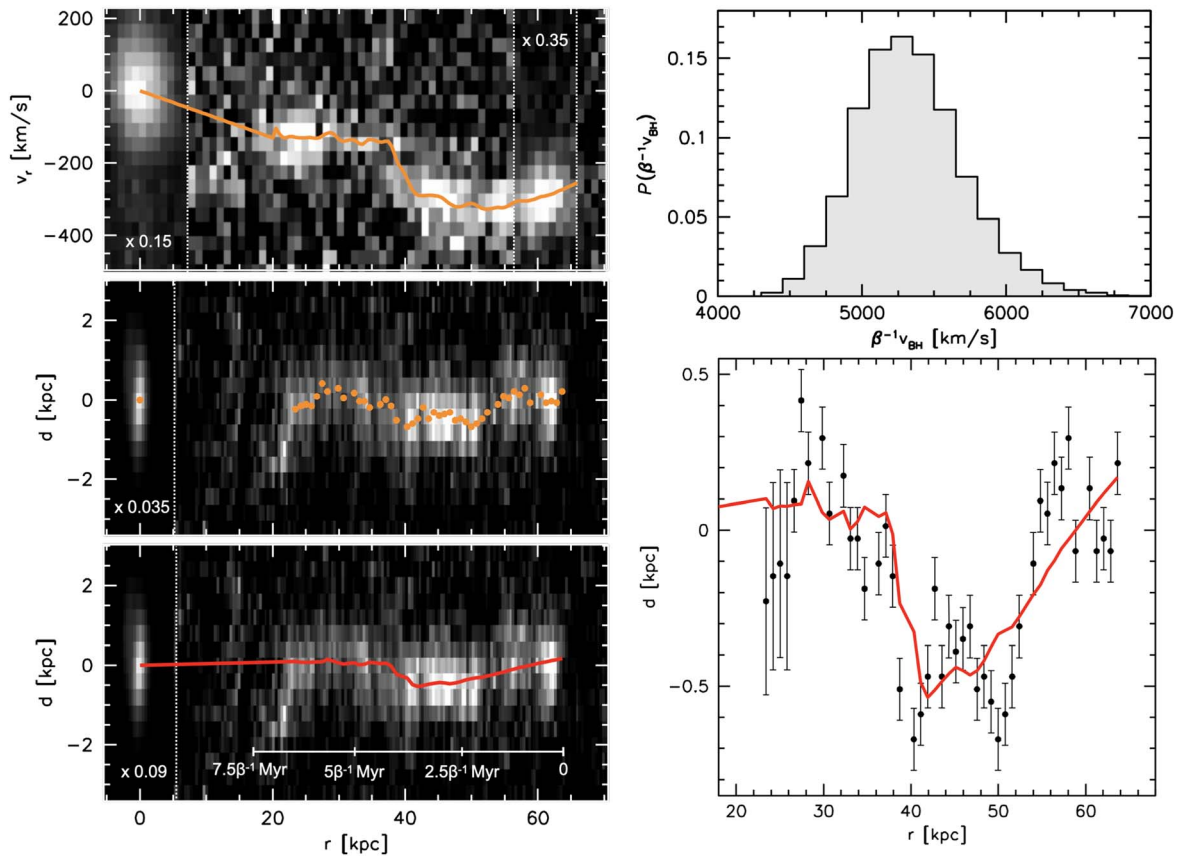 200
0
-200
-400
v_r [km/s]
x 0.15
x 0.35
2
0
-2
d [kpc]
x 0.035
2
0
-2
d [kpc]
x 0.09
7.5β⁻¹ Myr
5β⁻¹ Myr
2.5β⁻¹ Myr
0
0
20
40
60
r [kpc]
0.15
0.10
0.05
0
P(β⁻¹v_BH)
4000
5000
6000
7000
β⁻¹v_BH [km/s]
0.5
0
-0.5
d [kpc]
20
30
40
50
60
r [kpc]